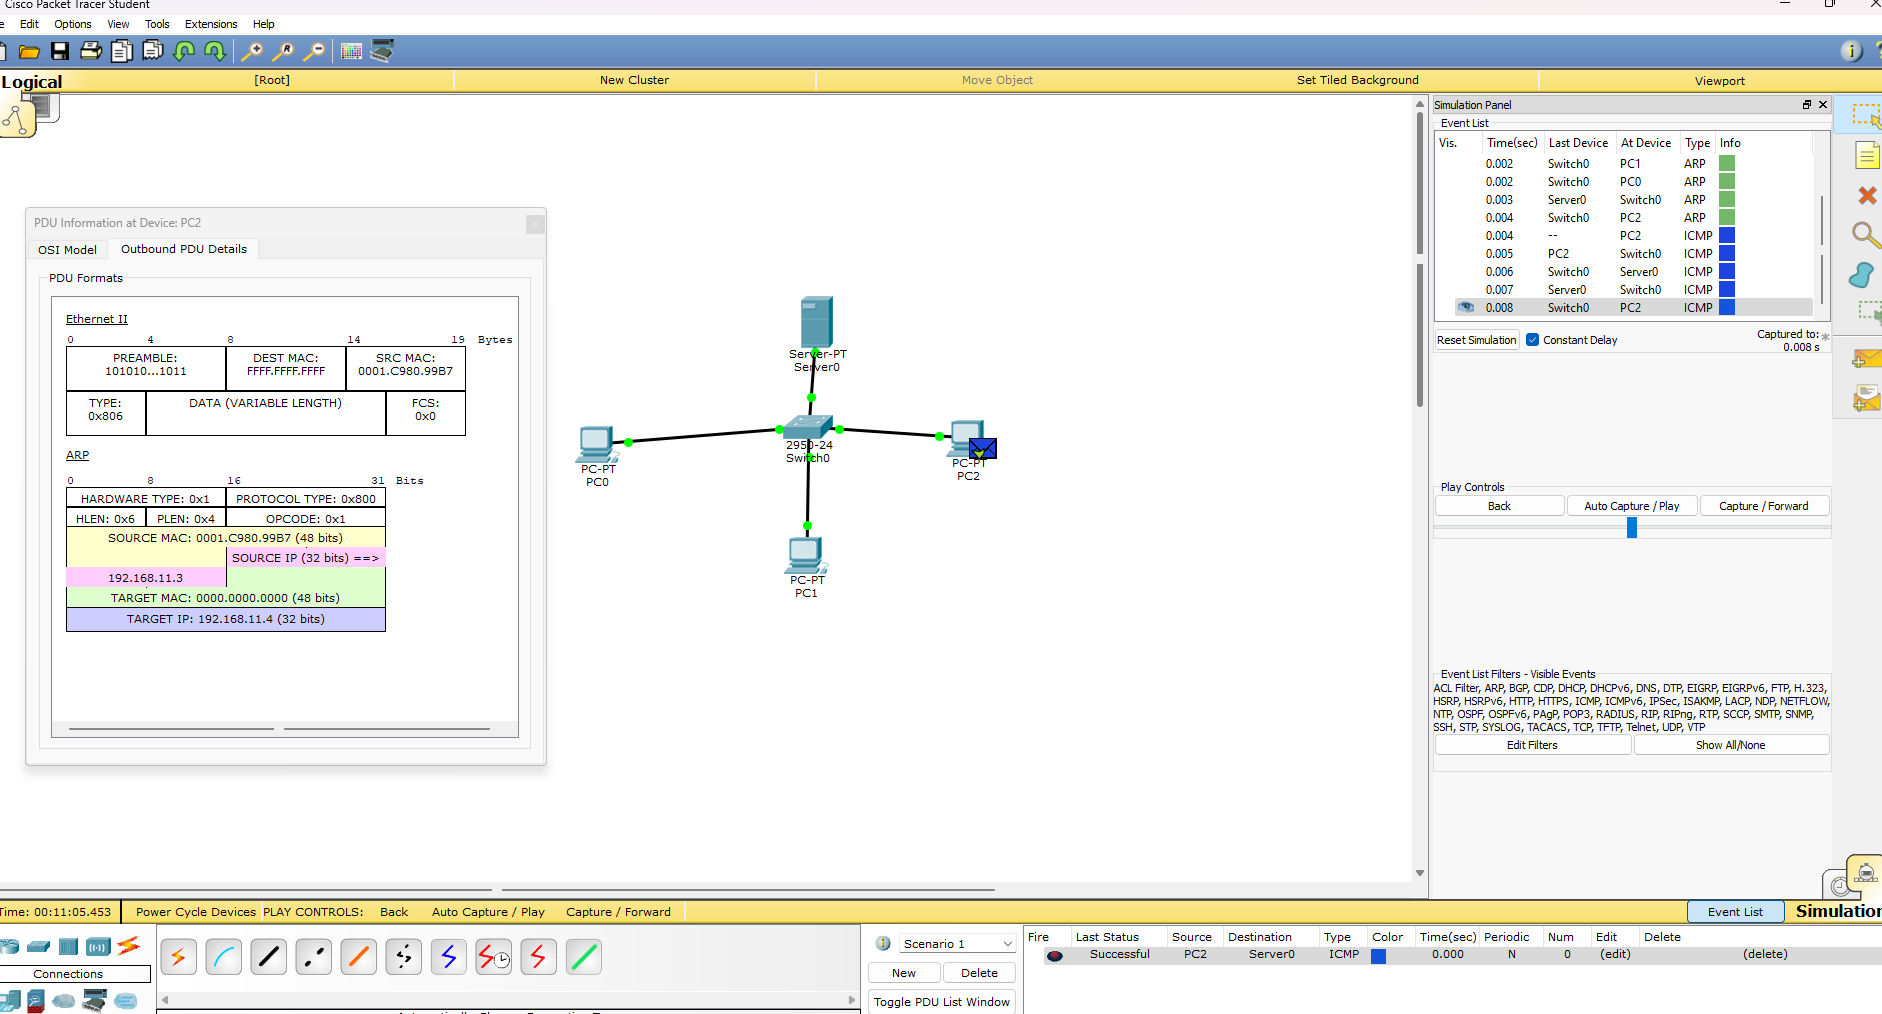 Cisco Packet Tracer Student
Edit Options View Tools Extensions Help
Logical [Root] New Cluster Move Object Set Tiled Background Viewport
PDU Information at Device: PC2
OSI Model Outbound PDU Details
PDU Formats
Ethernet II
0 4 8 14 19 Bytes
PREAMBLE: 101010...1011
DEST MAC: FFFF.FFFF.FFFF
SRC MAC: 0001.C980.99B7
TYPE: 0x806
DATA (VARIABLE LENGTH)
FCS: 0x0
ARP
0 8 16 31 Bits
HARDWARE TYPE: 0x1 PROTOCOL TYPE: 0x800
HLEN: 0x6 PLEN: 0x4 OPCODE: 0x1
SOURCE MAC: 0001.C980.99B7 (48 bits)
SOURCE IP (32 bits) ==>
192.168.11.3
TARGET MAC: 0000.0000.0000 (48 bits)
TARGET IP: 192.168.11.4 (32 bits)
Server-PT
Server0
2950-24
Switch0
PC-PT
PC0
PC-PT
PC2
PC-PT
PC1
Simulation Panel
Event List
Vis. Time(sec) Last Device At Device Type Info
0.002 Switch0 PC1 ARP
0.002 Switch0 PC0 ARP
0.003 Server0 Switch0 ARP
0.004 Switch0 PC2 ARP
0.004 -- PC2 ICMP
0.005 PC2 Switch0 ICMP
0.006 Switch0 Server0 ICMP
0.007 Server0 Switch0 ICMP
0.008 Switch0 PC2 ICMP
Reset Simulation Constant Delay Captured to: *
0.008 s
Play Controls
Back Auto Capture / Play Capture / Forward
Event List Filters - Visible Events
ACL Filter, ARP, BGP, CDP, DHCP, DHCPv6, DNS, DTP, EIGRP, EIGRPv6, FTP, H.323,
HSRP, HSRPv6, HTTP, HTTPS, ICMP, ICMPv6, IPSec, ISAKMP, LACP, NDP, NETFLOW,
NTP, OSPF, OSPFv6, PAgP, POP3, RADIUS, RIP, RIPng, RTP, SCCP, SMTP, SNMP,
SSH, STP, SYSLOG, TACACS, TCP, TFTP, Telnet, UDP, VTP
Edit Filters Show All/None
Time: 00:11:05.453 Power Cycle Devices PLAY CONTROLS: Back Auto Capture / Play Capture / Forward Event List Simulation
Connections
Scenario 1
New Delete
Toggle PDU List Window
Fire Last Status Source Destination Type Color Time(sec) Periodic Num Edit Delete
Successful PC2 Server0 ICMP 0.000 N 0 (edit) (delete)